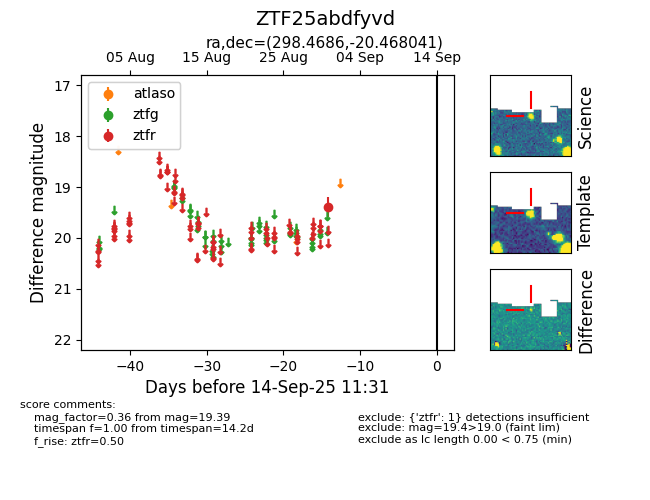 ZTF25abdfyvd
ra,dec=(298.4686,-20.468041)
05 Aug
15 Aug
25 Aug
04 Sep
14 Sep
atlaso
ztfg
ztfr
17
18
19
20
21
22
Difference magnitude
−40
−30
−20
−10
0
Days before 14-Sep-25 11:31
Science
Template
Difference
score comments:
mag_factor=0.36 from mag=19.39
timespan f=1.00 from timespan=14.2d
f_rise: ztfr=0.50
exclude: {'ztfr': 1} detections insufficient
exclude: mag=19.4>19.0 (faint lim)
exclude as lc length 0.00 < 0.75 (min)